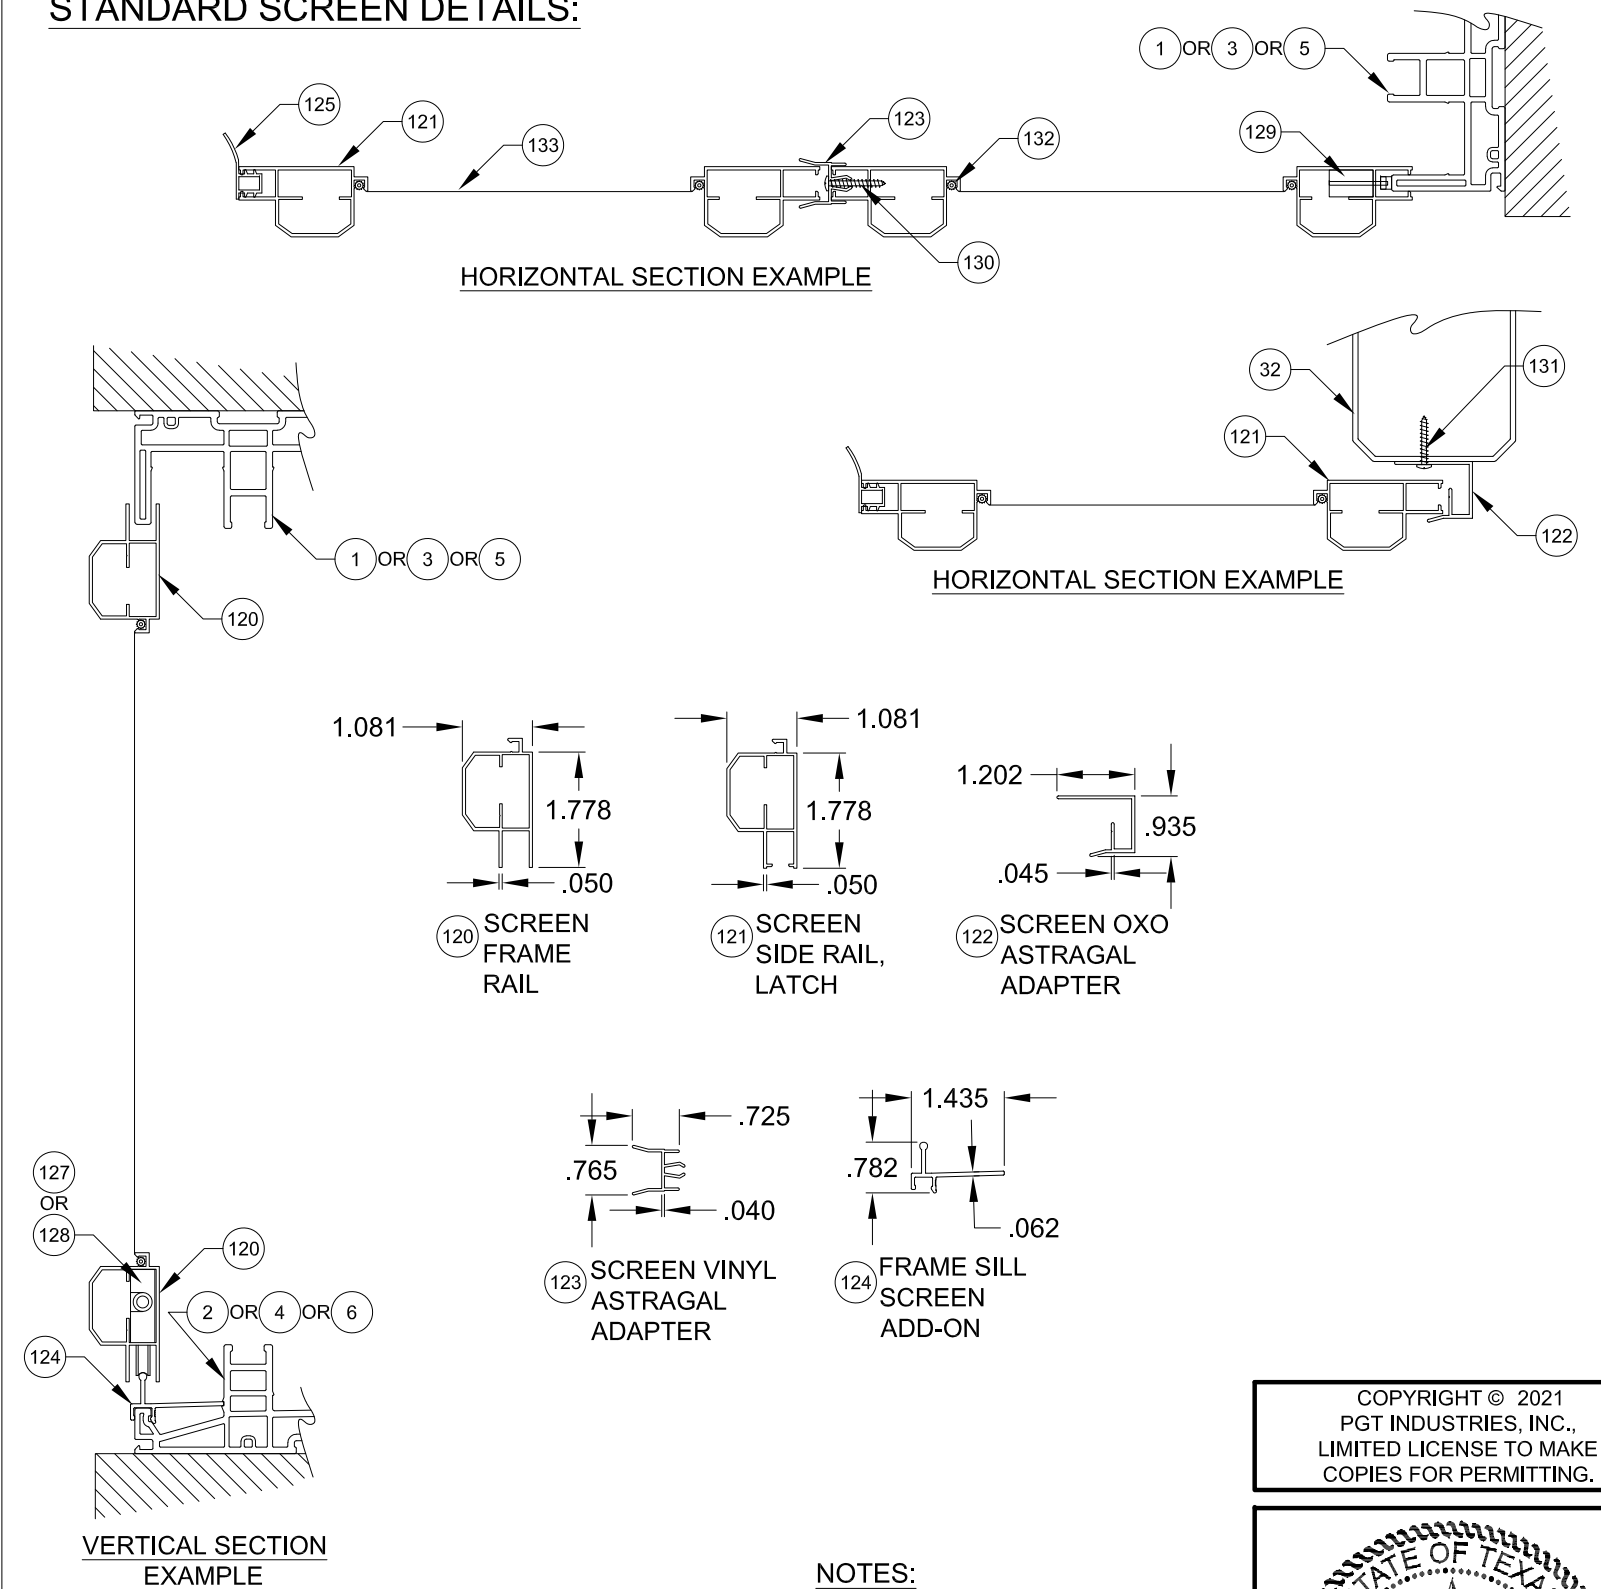 STANDARD SCREEN DETAILS:
1 OR 3 OR 5
125
121
133
123
132
129
130
HORIZONTAL SECTION EXAMPLE
32
131
121
122
HORIZONTAL SECTION EXAMPLE
1 OR 3 OR 5
120
1.081
1.778
.050
120 SCREEN
FRAME
RAIL
1.081
1.778
.050
121 SCREEN
SIDE RAIL,
LATCH
1.202
.935
.045
122 SCREEN OXO
ASTRAGAL
ADAPTER
127
OR
128
120
2 OR 4 OR 6
124
.725
.765
.040
123 SCREEN VINYL
ASTRAGAL
ADAPTER
1.435
.782
.062
124 FRAME SILL
SCREEN
ADD-ON
VERTICAL SECTION
EXAMPLE
NOTES:
COPYRIGHT © 2021
PGT INDUSTRIES, INC.,
LIMITED LICENSE TO MAKE
COPIES FOR PERMITTING.
STATE OF TEXAS